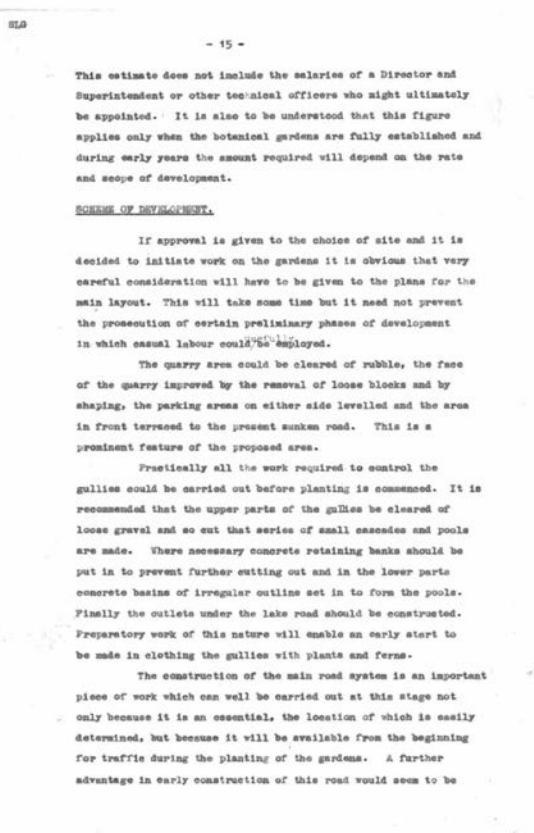 SLG
- 15 -
This estimate does not include the salaries of a Director and
Superintendent or other technical officers who might ultimately
be appointed. It is also to be understood that this figure
applies only when the botanical gardens are fully established and
during early years the amount required will depend on the rate
and scope of development.
SCHEME OF DEVELOPMENT.
If approval is given to the choice of site and it is
decided to initiate work on the gardens it is obvious that very
careful consideration will have to be given to the plans for the
main layout. This will take some time but it need not prevent
the prosecution of certain preliminary phases of development
usefully
in which casual labour could/be employed.
The quarry area could be cleared of rubble, the face
of the quarry improved by the removal of loose blocks and by
shaping, the parking areas on either side levelled and the area
in front terraced to the present sunken road. This is a
prominent feature of the proposed area.
Practically all the work required to control the
gullies could be carried out before planting is commenced. It is
recommended that the upper parts of the gullies be cleared of
loose gravel and so cut that series of small cascades and pools
are made. Where necessary concrete retaining banks should be
put in to prevent further cutting out and in the lower parts
concrete basins of irregular outline set in to form the pools.
Finally the outlets under the lake road should be constructed.
Preparatory work of this nature will enable an early start to
be made in clothing the gullies with plants and ferns.
The construction of the main road system is an important
piece of work which can well be carried out at this stage not
only because it is an essential, the location of which is easily
determined, but because it will be available from the beginning
for traffic during the planting of the gardens. A further
advantage in early construction of this road would seem to be